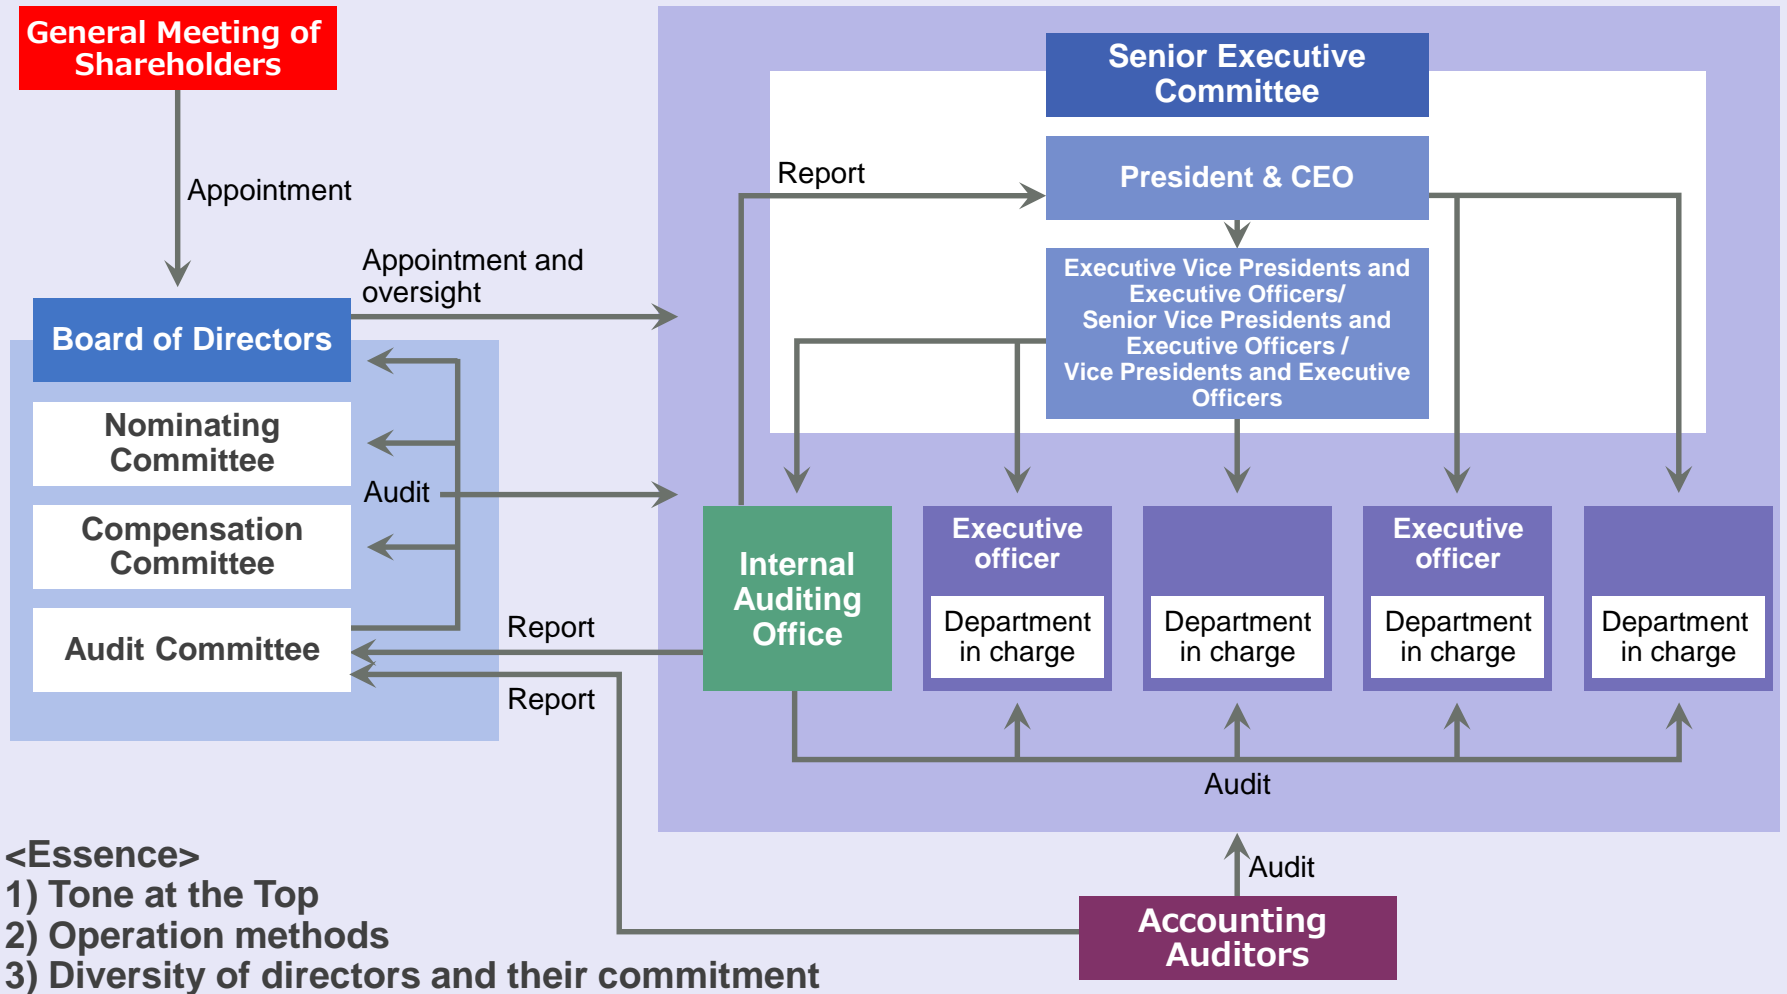 General Meeting of
Shareholders
Appointment
Appointment and
oversight
Board of Directors
Nominating
Committee
Audit
Compensation
Committee
Audit Committee
Report
Report
Senior Executive
Committee
Report
President & CEO
Executive Vice Presidents and
Executive Officers/
Senior Vice Presidents and
Executive Officers /
Vice Presidents and Executive
Officers
Internal
Auditing
Office
Executive
officer
Department
in charge
Department
in charge
Executive
officer
Department
in charge
Department
in charge
Audit
Audit
Accounting
Auditors
<Essence>
1) Tone at the Top
2) Operation methods
3) Diversity of directors and their commitment